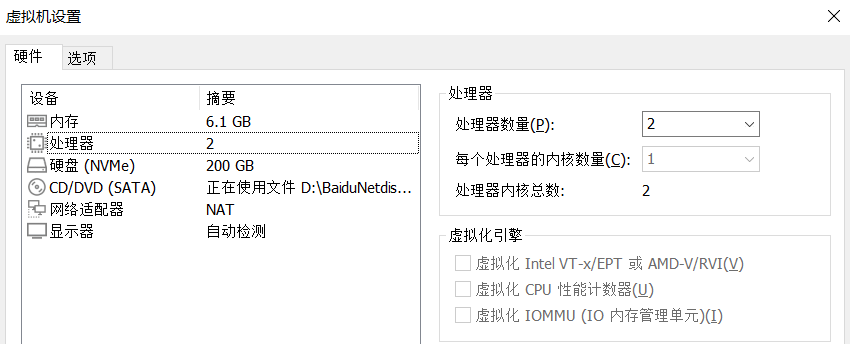 虚拟机设置
硬件 选项
设备 摘要
内存 6.1 GB
处理器 2
硬盘 (NVMe) 200 GB
CD/DVD (SATA) 正在使用文件 D:\BaiduNetdis...
网络适配器 NAT
显示器 自动检测
处理器
处理器数量(P): 2
每个处理器的内核数量(C): 1
处理器内核总数: 2
虚拟化引擎
虚拟化 Intel VT-x/EPT 或 AMD-V/RVI(V)
虚拟化 CPU 性能计数器(U)
虚拟化 IOMMU (IO 内存管理单元)(I)